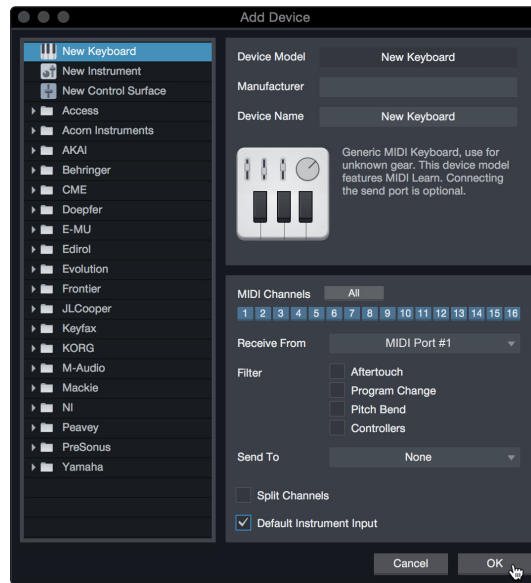 Add Device
New Keyboard
New Instrument
New Control Surface
Access
Acorn Instruments
AKAI
Behringer
CME
Doepfer
E-MU
Edirol
Evolution
Frontier
JLCooper
Keyfax
KORG
M-Audio
Mackie
NI
Peavey
PreSonus
Yamaha
Device Model New Keyboard
Manufacturer
Device Name New Keyboard
Generic MIDI Keyboard, use for
unknown gear. This device model
features MIDI Learn. Connecting
the send port is optional.
MIDI Channels All
1 2 3 4 5 6 7 8 9 10 11 12 13 14 15 16
Receive From MIDI Port #1
Filter Aftertouch
Program Change
Pitch Bend
Controllers
Send To None
Split Channels
Default Instrument Input
Cancel OK